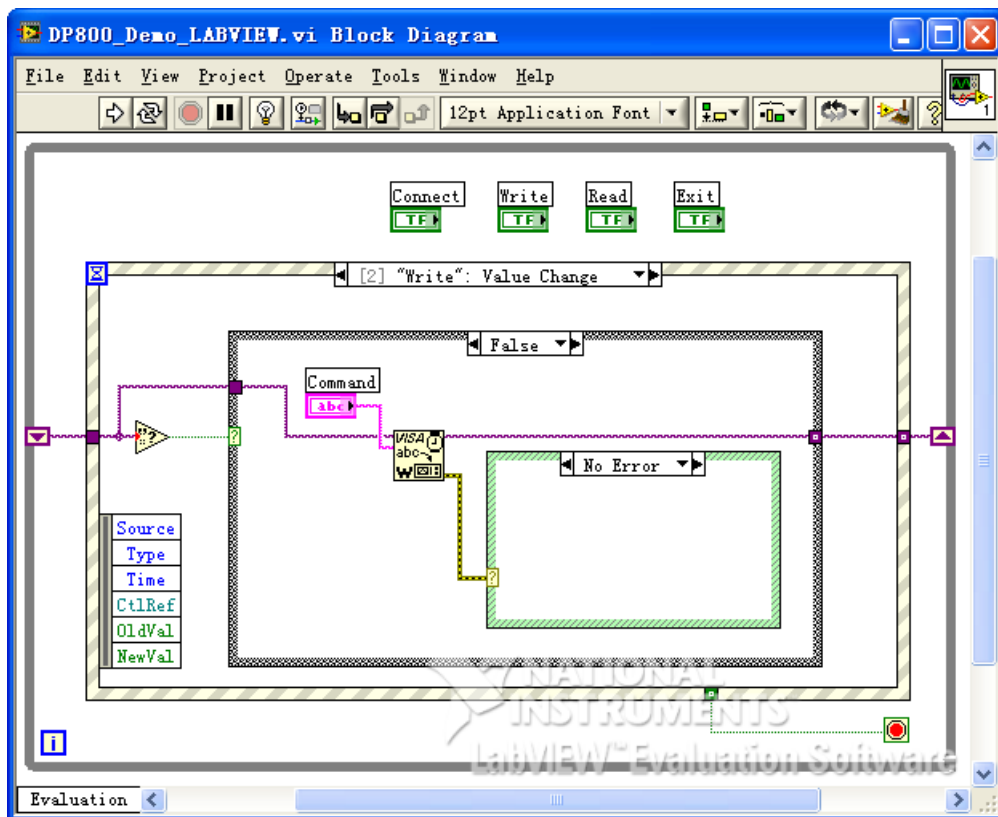 DP800_Demo_LABVIEW.vi Block Diagram
File Edit View Project Operate Tools Window Help
12pt Application Font
1
Connect Write Read Exit
TF TF TF TF
[2] "Write": Value Change
False
Command
abc
?
?
VISA
abc
W
No Error
Source
Type
Time
CtlRef
OldVal
NewVal
?
i
NATIONAL
INSTRUMENTS
LabVIEW™ Evaluation Software
Evaluation